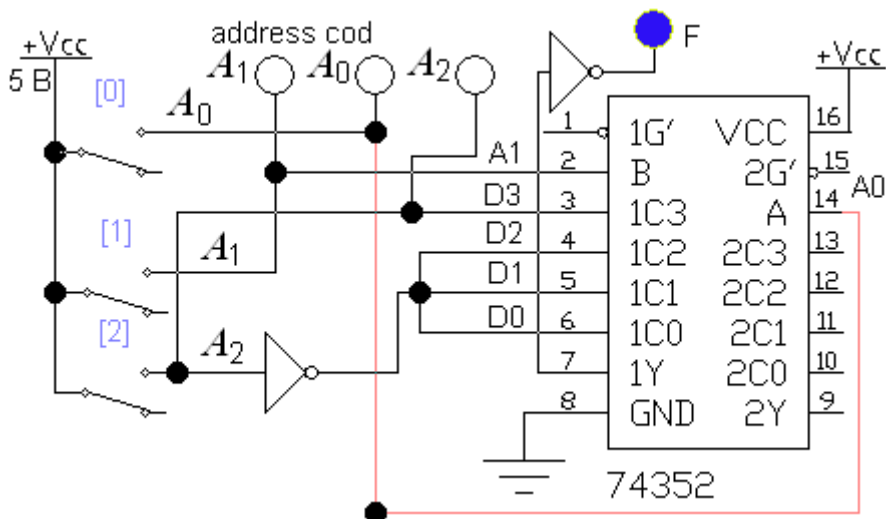 address cod
+Vcc
5 B
[0]
A0
A1
A0
A2
F
+Vcc
[1]
A1
[2]
A2
A1
D3
D2
D1
D0
1
2
3
4
5
6
7
8
1G'
B
1C3
1C2
1C1
1C0
1Y
GND
VCC
2G'
A
2C3
2C2
2C1
2C0
2Y
16
15
14
13
12
11
10
9
A0
74352